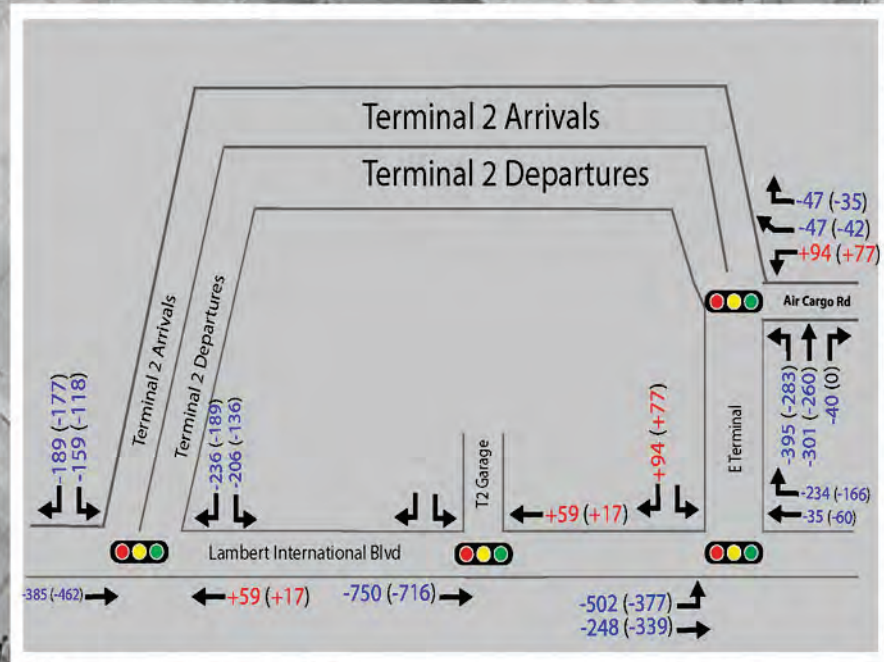 Terminal 2 Arrivals
Terminal 2 Departures
-47 (-35)
-47 (-42)
+94 (+77)
Air Cargo Rd
Terminal 2 Arrivals
Terminal 2 Departures
-189 (-177)
-159 (-118)
-236 (-189)
-206 (-136)
T2 Garage
+94 (+77)
E Terminal
-395 (-283)
-301 (-260)
-40 (0)
-234 (-166)
-35 (-60)
+59 (+17)
Lambert International Blvd
-385 (-462)
+59 (+17)
-750 (-716)
-502 (-377)
-248 (-339)